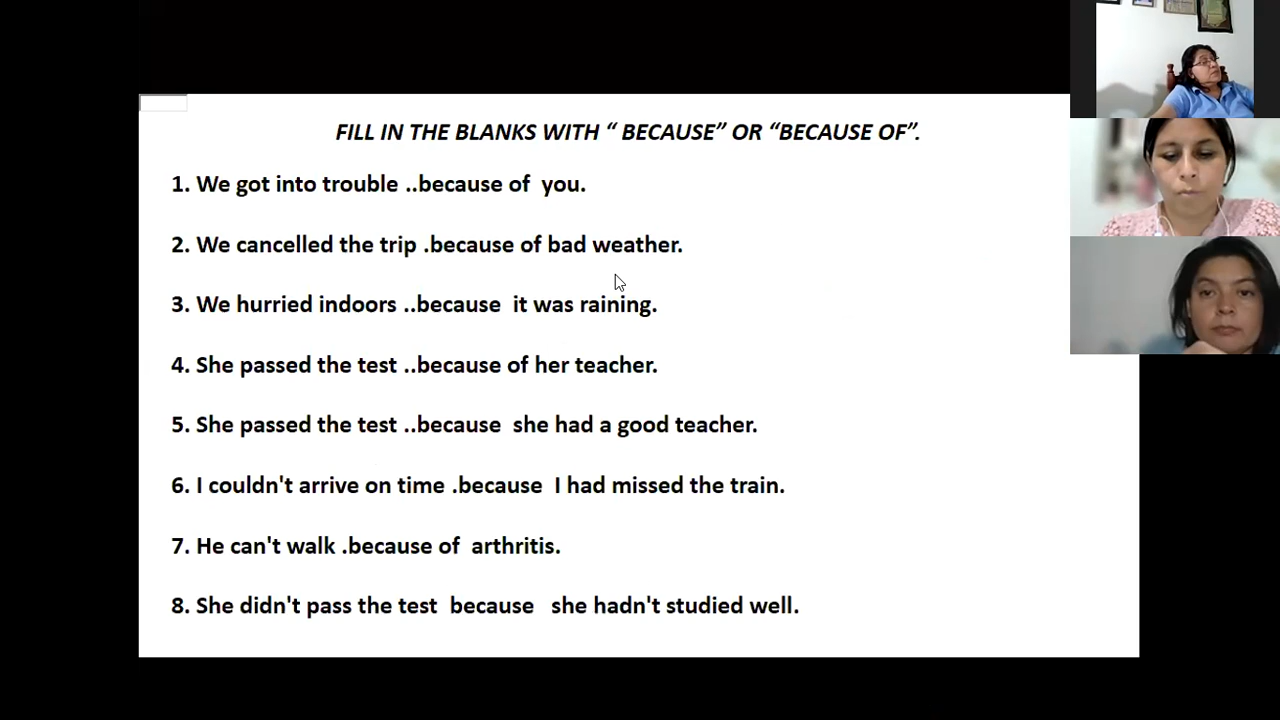 FILL IN THE BLANKS WITH “ BECAUSE” OR “BECAUSE OF”.
1. We got into trouble ..because of  you.
2. We cancelled the trip .because of bad weather.
3. We hurried indoors ..because  it was raining.
4. She passed the test ..because of her teacher.
5. She passed the test ..because  she had a good teacher.
6. I couldn't arrive on time .because  I had missed the train.
7. He can't walk .because of  arthritis.
8. She didn't pass the test  because   she hadn't studied well.